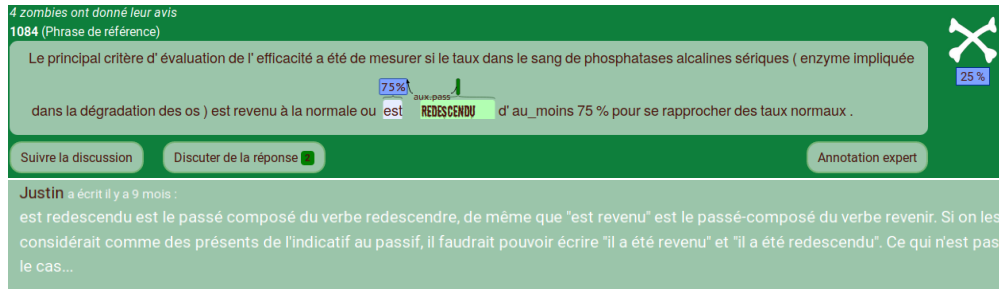 4 zombies ont donné leur avis
1084 (Phrase de référence)
Le principal critère d' évaluation de l' efficacité a été de mesurer si le taux dans le sang de phosphatases alcalines sériques ( enzyme impliquée
75%
aux.pass
dans la dégradation des os ) est revenu à la normale ou est REDESCENDU d' au_moins 75 % pour se rapprocher des taux normaux .
25 %
Suivre la discussion
Discuter de la réponse 2
Annotation expert
Justin a écrit il y a 9 mois :
est redescendu est le passé composé du verbe redescendre, de même que "est revenu" est le passé-composé du verbe revenir. Si on les
considérait comme des présents de l'indicatif au passif, il faudrait pouvoir écrire "il a été revenu" et "il a été redescendu". Ce qui n'est pas
le cas...